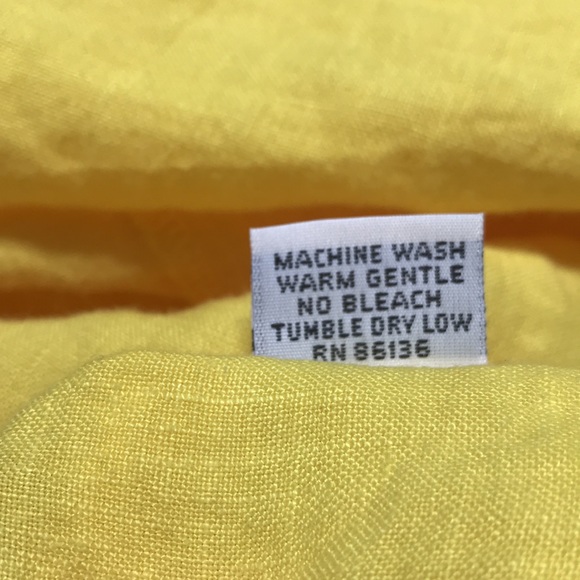 MACHINE WASH
WARM GENTLE
NO BLEACH
TUMBLE DRY LOW
RN 86136